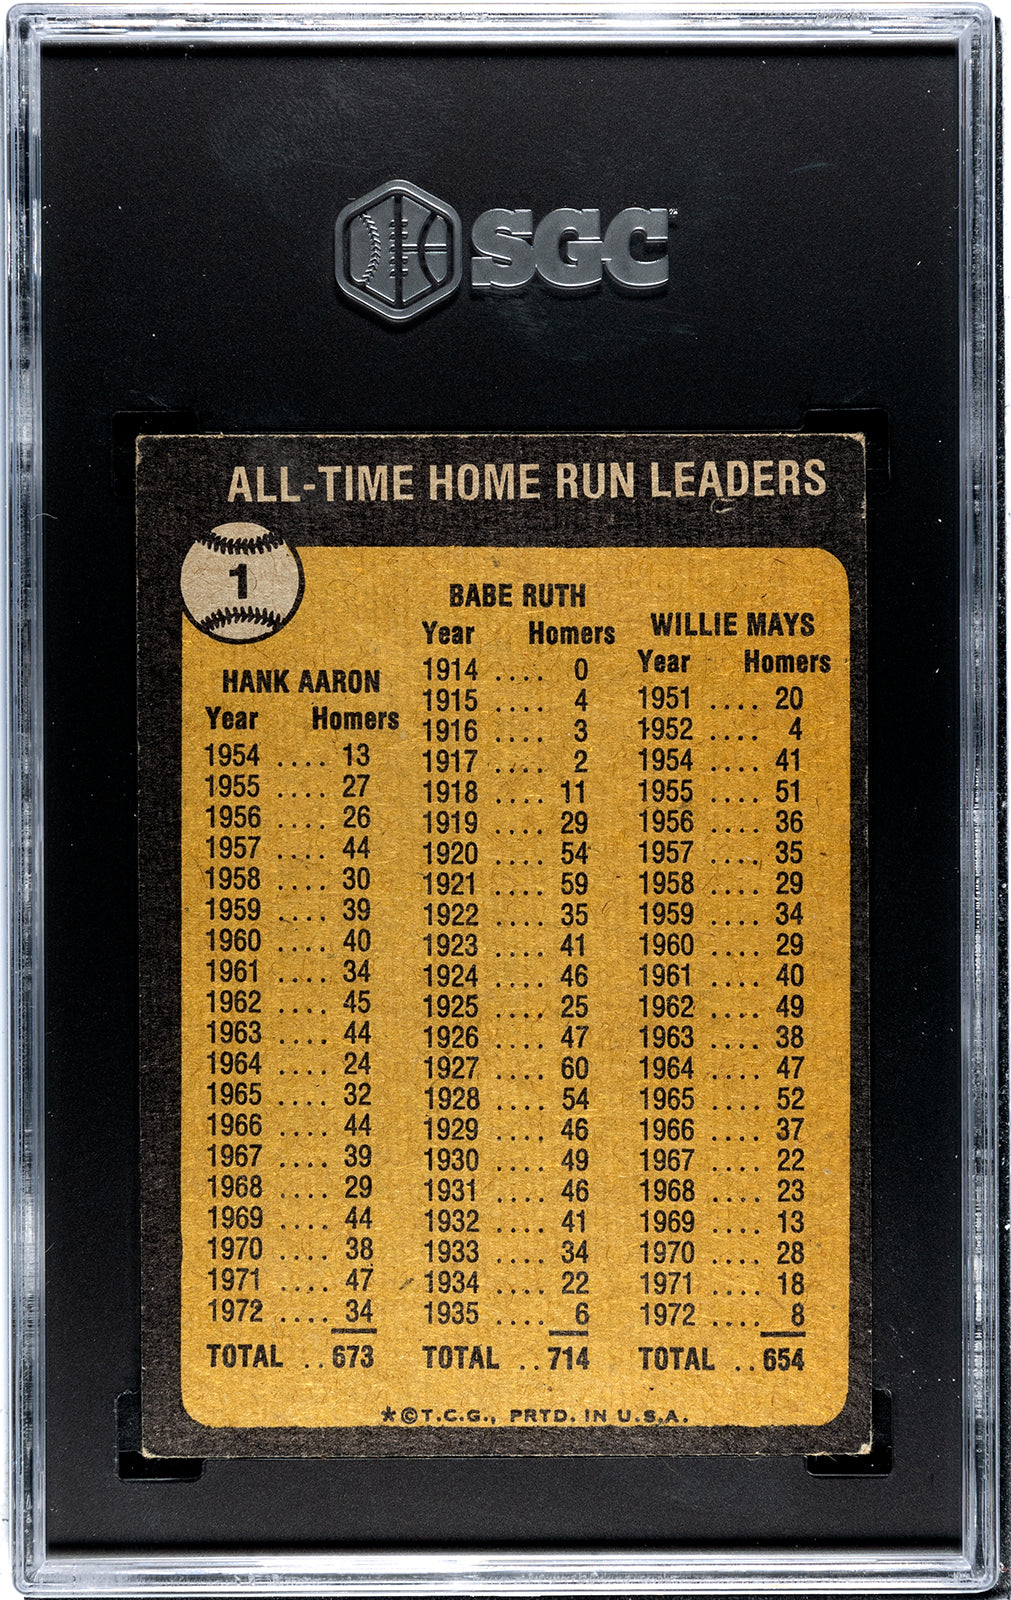 SGC
ALL-TIME HOME RUN LEADERS
1
HANK AARON
Year Homers
1954 .... 13
1955 .... 27
1956 .... 26
1957 .... 44
1958 .... 30
1959 .... 39
1960 .... 40
1961 .... 34
1962 .... 45
1963 .... 44
1964 .... 24
1965 .... 32
1966 .... 44
1967 .... 39
1968 .... 29
1969 .... 44
1970 .... 38
1971 .... 47
1972 .... 34
TOTAL .. 673
BABE RUTH
Year Homers
1914 .... 0
1915 .... 4
1916 .... 3
1917 .... 2
1918 .... 11
1919 .... 29
1920 .... 54
1921 .... 59
1922 .... 35
1923 .... 41
1924 .... 46
1925 .... 25
1926 .... 47
1927 .... 60
1928 .... 54
1929 .... 46
1930 .... 49
1931 .... 46
1932 .... 41
1933 .... 34
1934 .... 22
1935 .... 6
TOTAL .. 714
WILLIE MAYS
Year Homers
1951 .... 20
1952 .... 4
1954 .... 41
1955 .... 51
1956 .... 36
1957 .... 35
1958 .... 29
1959 .... 34
1960 .... 29
1961 .... 40
1962 .... 49
1963 .... 38
1964 .... 47
1965 .... 52
1966 .... 37
1967 .... 22
1968 .... 23
1969 .... 13
1970 .... 28
1971 .... 18
1972 .... 8
TOTAL .. 654
*©T.C.G., PRTD. IN U.S.A.